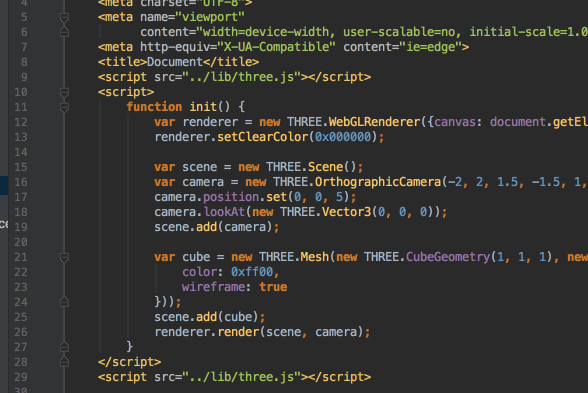 4 <meta charset="UTF-8">
5 <meta name="viewport"
6 content="width=device-width, user-scalable=no, initial-scale=1.0
7 <meta http-equiv="X-UA-Compatible" content="ie=edge">
8 <title>Document</title>
9 <script src="../lib/three.js"></script>
10 <script>
11 function init() {
12 var renderer = new THREE.WebGLRenderer({canvas: document.getEl
13 renderer.setClearColor(0x000000);
14
15 var scene = new THREE.Scene();
16 var camera = new THREE.OrthographicCamera(-2, 2, 1.5, -1.5, 1,
17 camera.position.set(0, 0, 5);
18 camera.lookAt(new THREE.Vector3(0, 0, 0));
19 scene.add(camera);
20
21 var cube = new THREE.Mesh(new THREE.CubeGeometry(1, 1, 1), new
22 color: 0xff00,
23 wireframe: true
24 }));
25 scene.add(cube);
26 renderer.render(scene, camera);
27 }
28 </script>
29 <script src="../lib/three.js"></script>
30